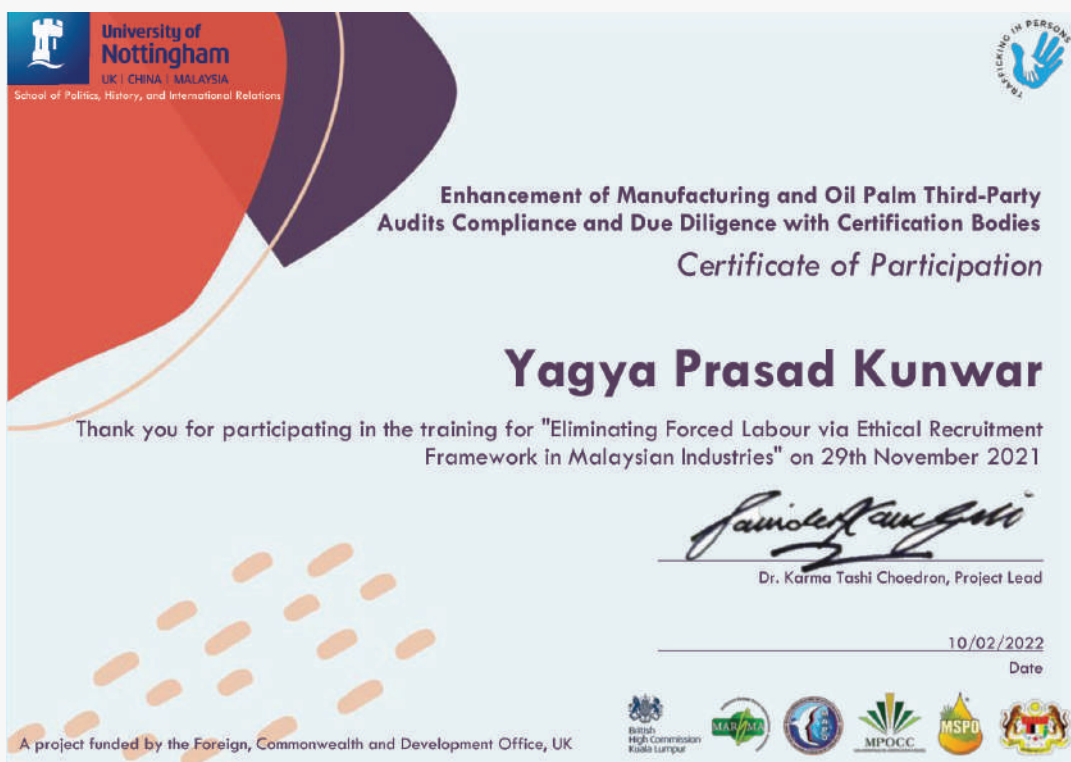 University of
Nottingham
UK | CHINA | MALAYSIA
School of Politics, History, and International Relations
TRAFFICKING IN PERSONS
Enhancement of Manufacturing and Oil Palm Third-Party
Audits Compliance and Due Diligence with Certification Bodies
Certificate of Participation
Yagya Prasad Kunwar
Thank you for participating in the training for "Eliminating Forced Labour via Ethical Recruitment
Framework in Malaysian Industries" on 29th November 2021
Dr. Karma Tashi Choedron, Project Lead
10/02/2022
Date
A project funded by the Foreign, Commonwealth and Development Office, UK
British
High Commission
Kuala Lumpur
MPOCC
MSPO